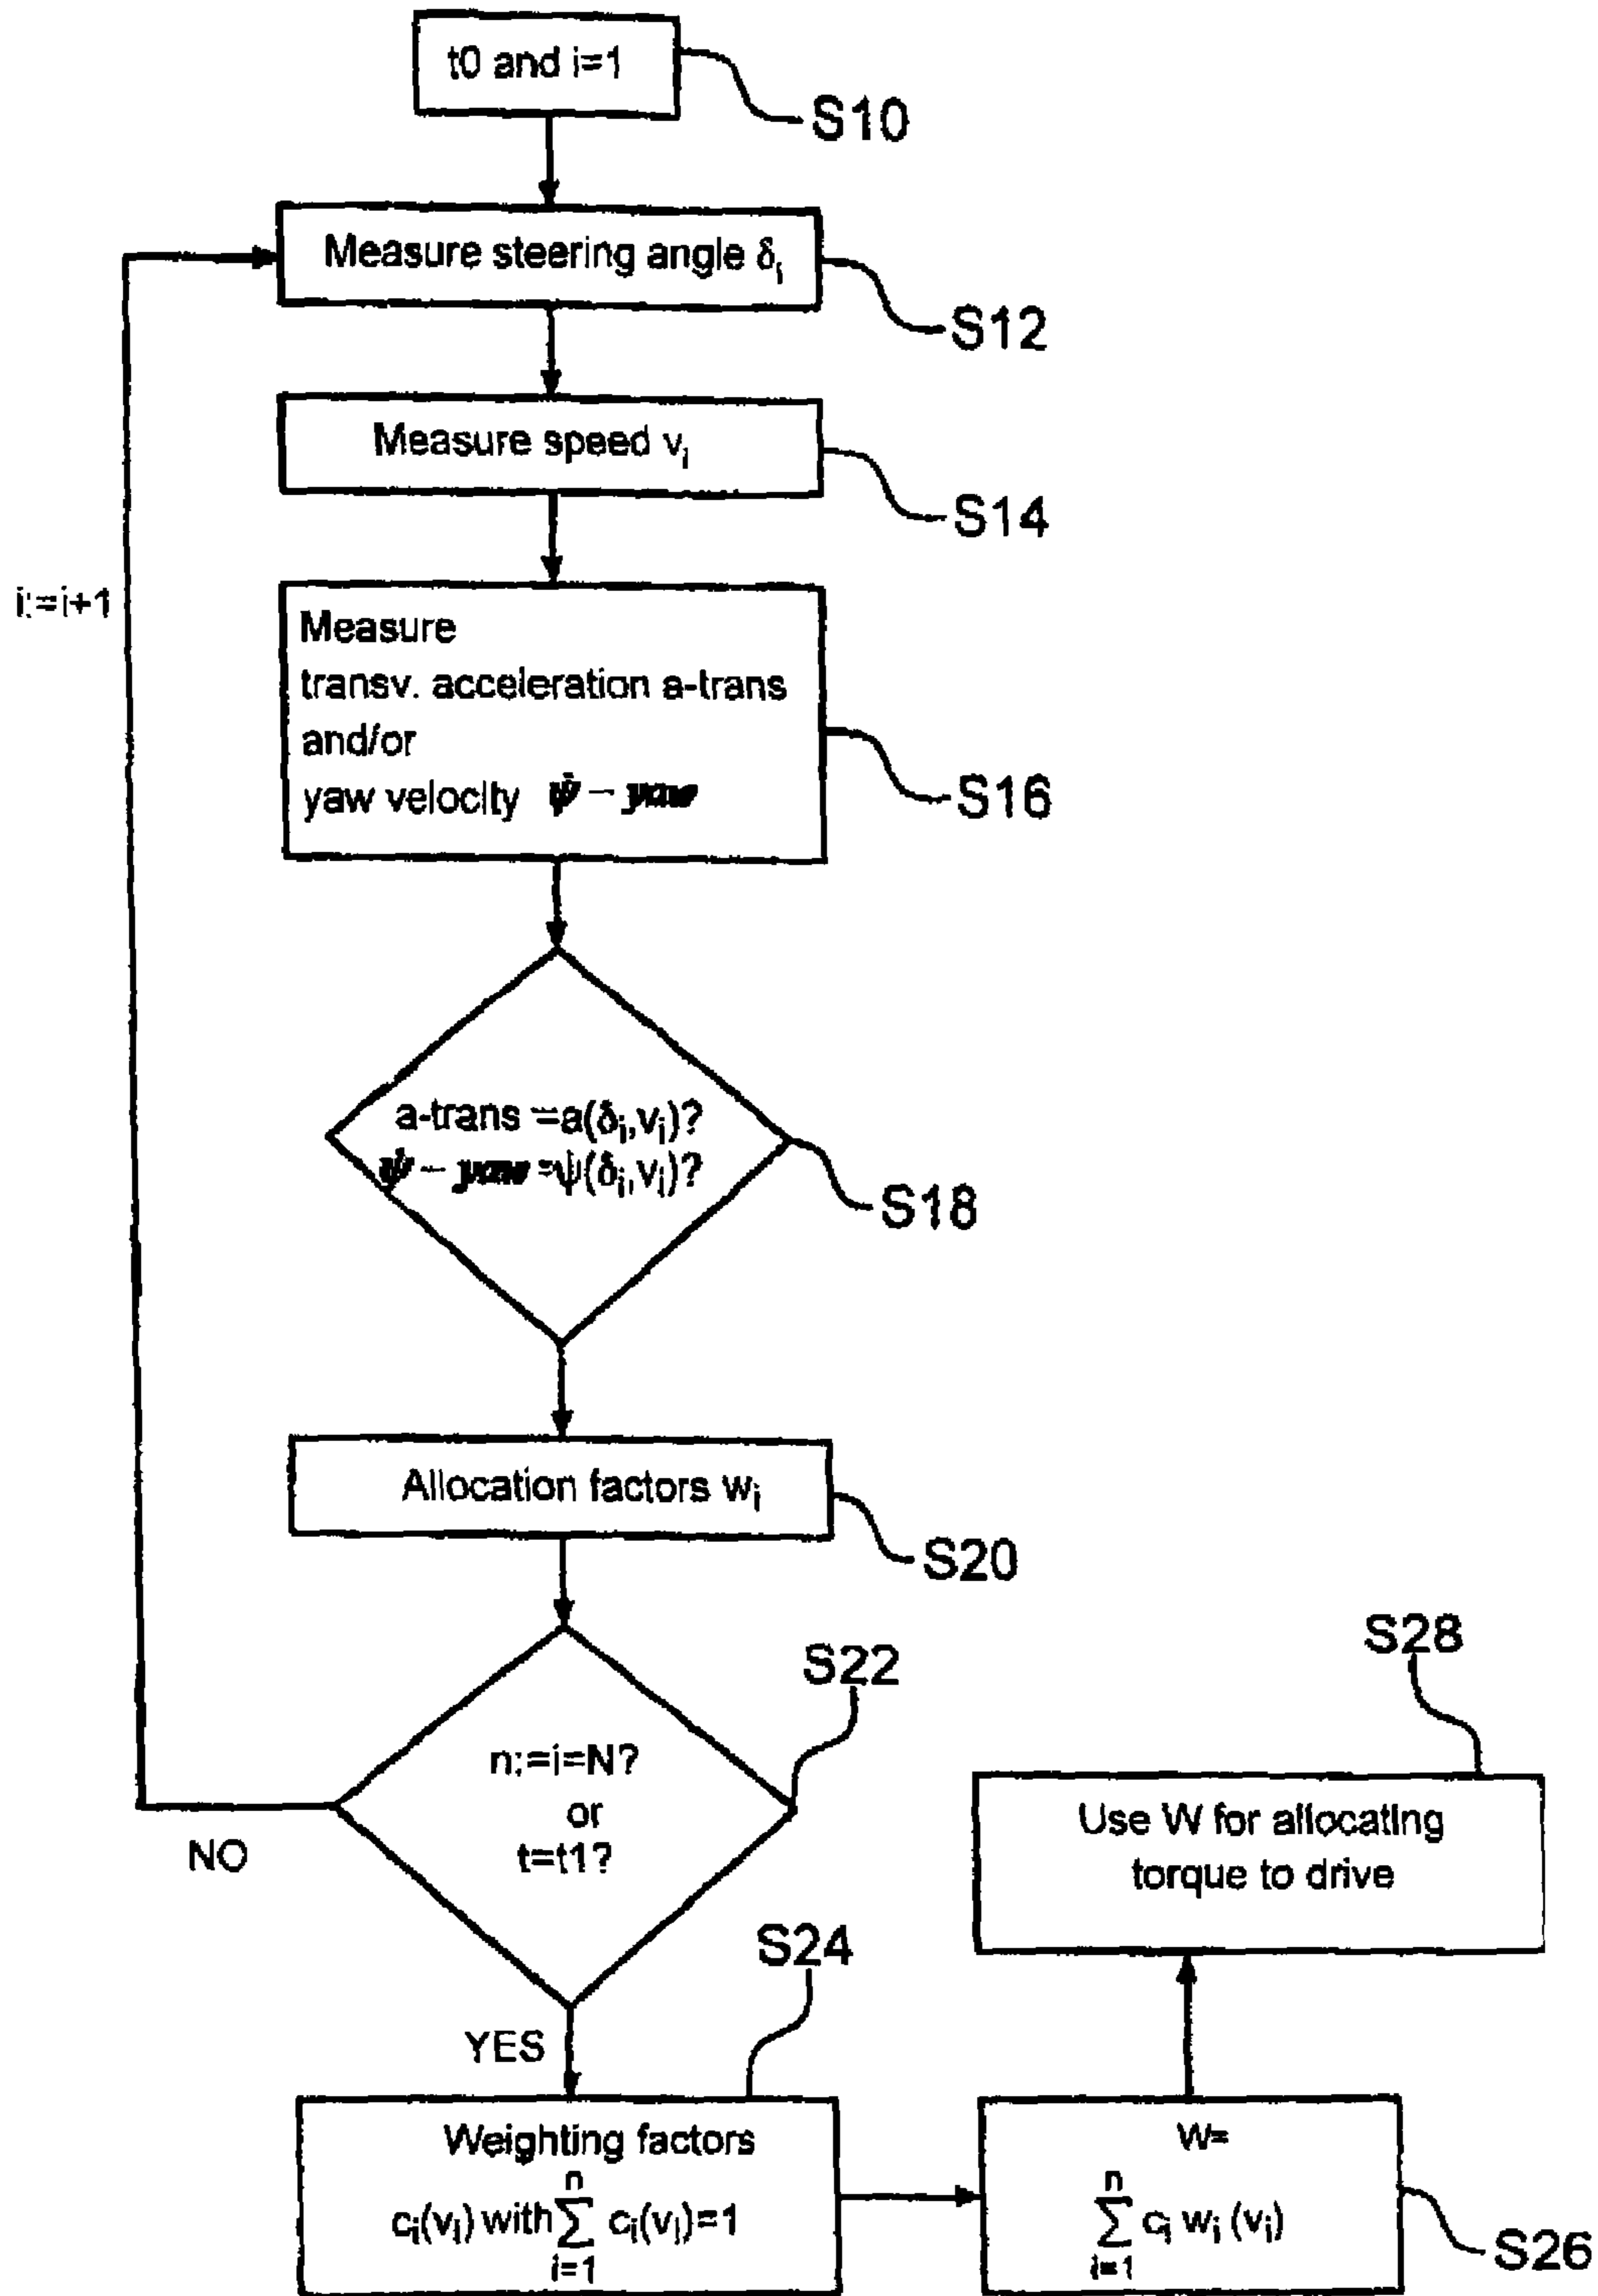 t0 and i=1
S10
Measure steering angle δᵢ
S12
Measure speed vᵢ
S14
i:=i+1
Measure
transv. acceleration a-trans
and/or
yaw velocity ψ̇ – yaw
S16
a-trans =a(δᵢ,vᵢ)?
ψ̇ – yaw =ψ̇(δᵢ,vᵢ)?
S18
Allocation factors wᵢ
S20
S22
n:=i=N?
or
t=t1?
NO
YES
S28
Use W for allocating
torque to drive
S24
Weighting factors
n
cᵢ(vᵢ) with ∑ cᵢ(vᵢ)=1
i=1
W=
n
∑ cᵢ wᵢ (vᵢ)
i=1
S26